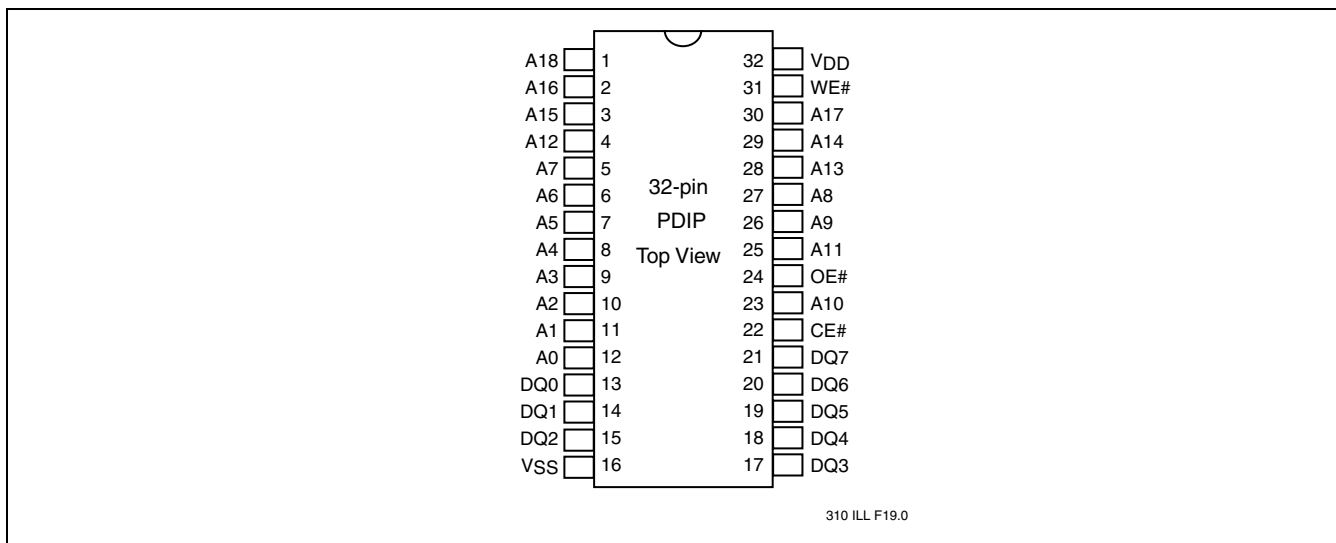 A18 1 32 VDD
A16 2 31 WE#
A15 3 30 A17
A12 4 29 A14
A7 5 28 A13
A6 6 27 A8
32-pin
A5 7 26 A9
PDIP
A4 8 25 A11
Top View
A3 9 24 OE#
A2 10 23 A10
A1 11 22 CE#
A0 12 21 DQ7
DQ0 13 20 DQ6
DQ1 14 19 DQ5
DQ2 15 18 DQ4
VSS 16 17 DQ3
310 ILL F19.0